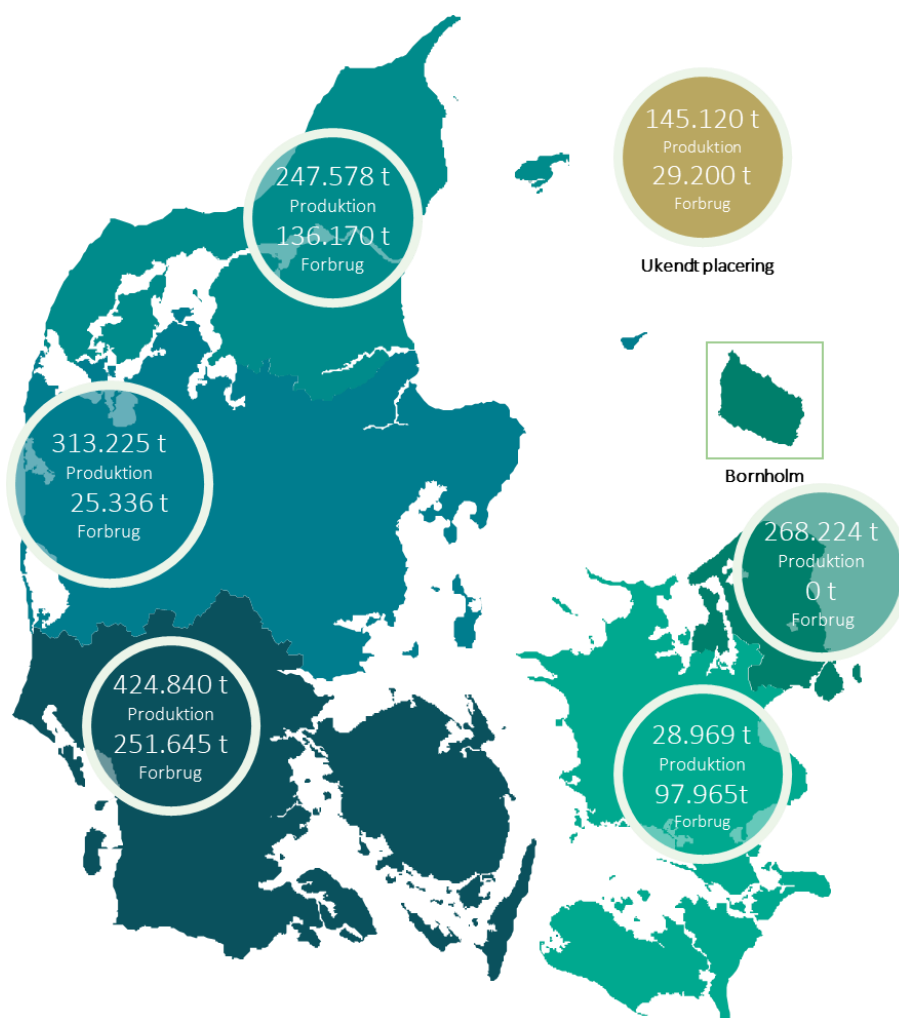 145.120 t
Produktion
29.200 t
Forbrug
Ukendt placering
247.578 t
Produktion
136.170 t
Forbrug
Bornholm
313.225 t
Produktion
25.336 t
Forbrug
268.224 t
Produktion
0 t
Forbrug
424.840 t
Produktion
251.645 t
Forbrug
28.969 t
Produktion
97.965t
Forbrug